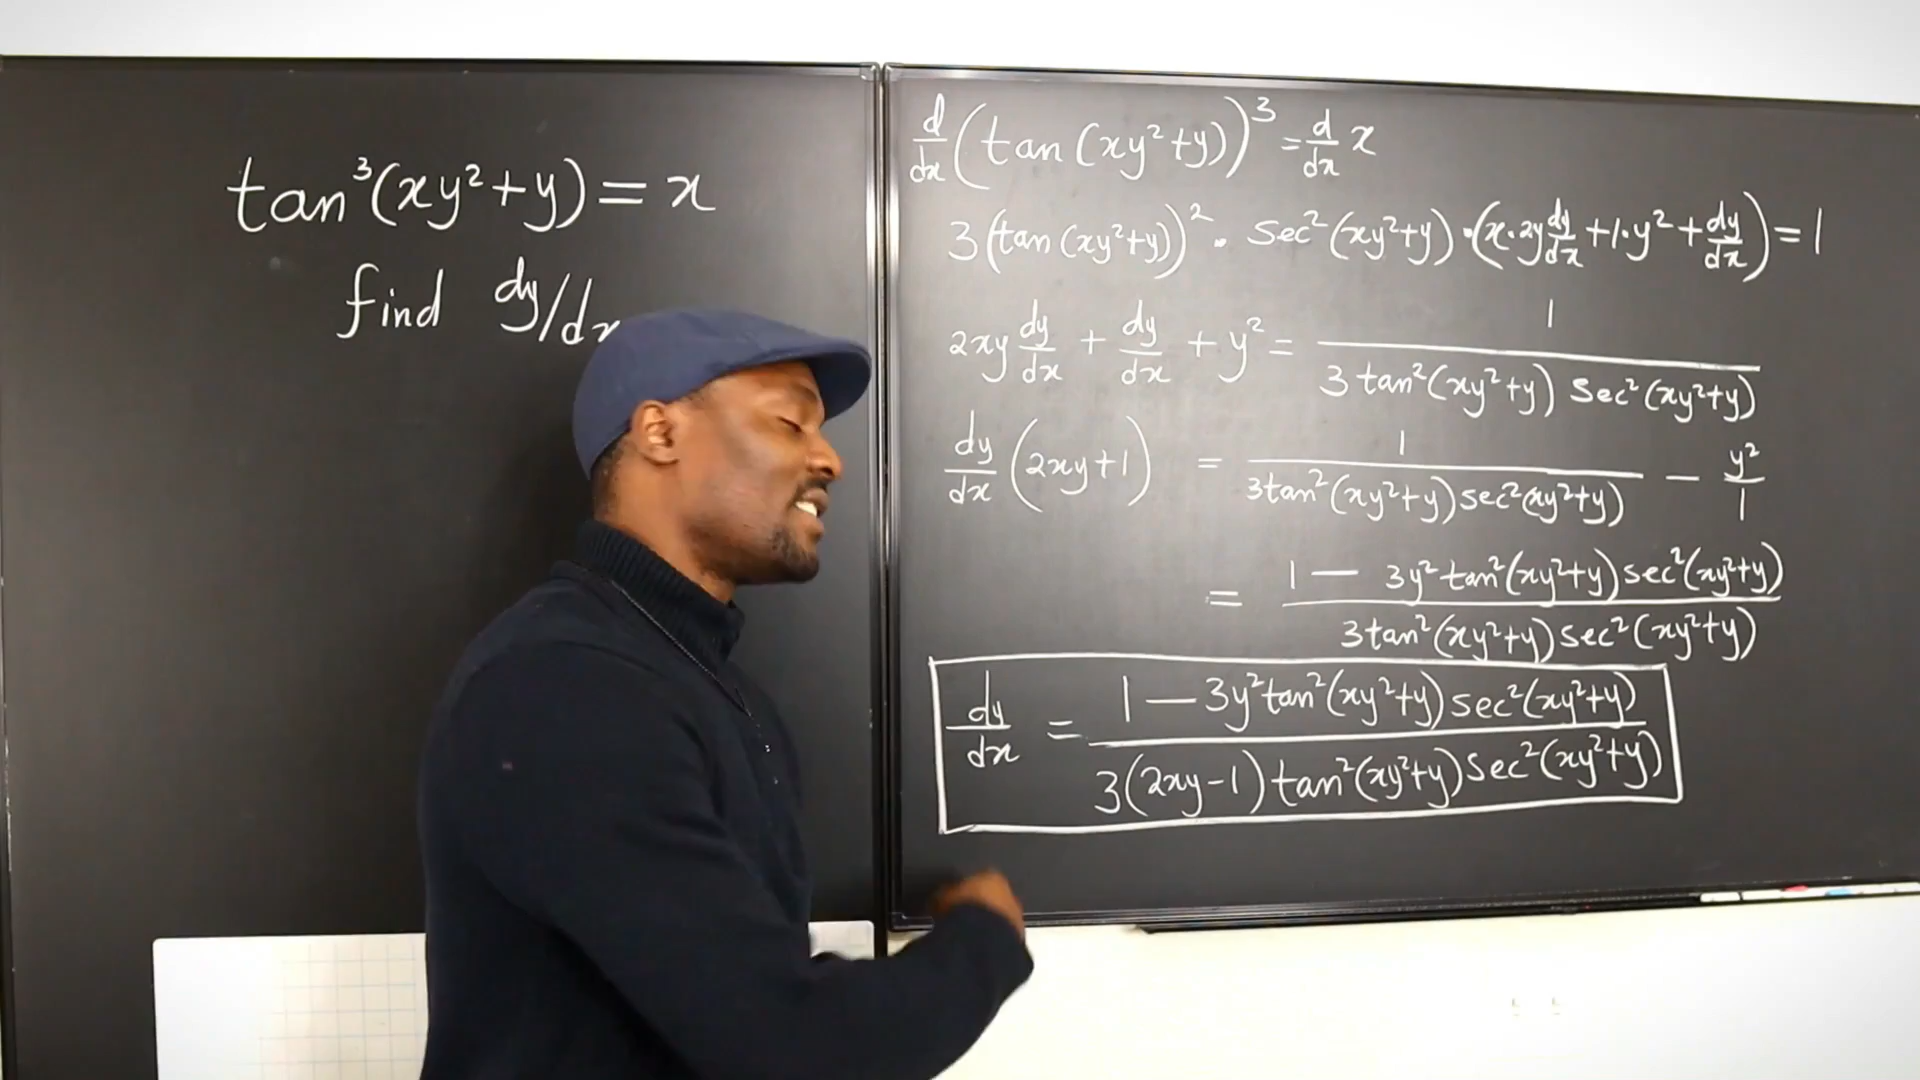 tan³(xy²+y) = x
find dy/dx
d/dx (tan (xy²+y))³ = d/dx x
3(tan (xy²+y))² · sec²(xy²+y) · (x·2y dy/dx + 1·y² + dy/dx) = 1
2xy dy/dx + dy/dx + y² = 1 / 3 tan²(xy²+y) sec²(xy²+y)
dy/dx (2xy+1) = 1 / 3tan²(xy²+y) sec²(xy²+y) − y²/1
= 1 − 3y² tan²(xy²+y) sec²(xy²+y) / 3tan²(xy²+y) sec²(xy²+y)
dy/dx = 1 − 3y² tan²(xy²+y) sec²(xy²+y) / 3(2xy−1) tan²(xy²+y) sec²(xy²+y)